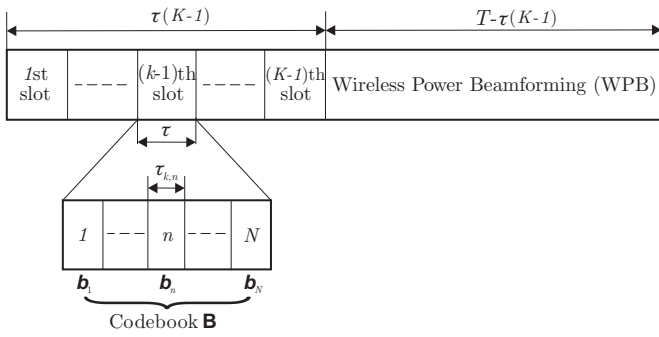 τ(K-1) T-τ(K-1)
1st slot (k-1)th slot (K-1)th slot Wireless Power Beamforming (WPB)
τ
τk,n
1 n N
b1 bn bN
Codebook B